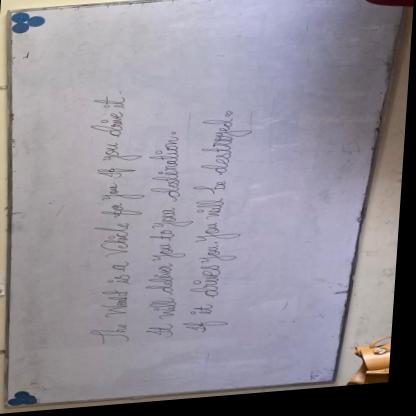 The World is a Vehicle for you If you drive it.
It will deliver you to your destination.
If it drives you, you will be destroyed.